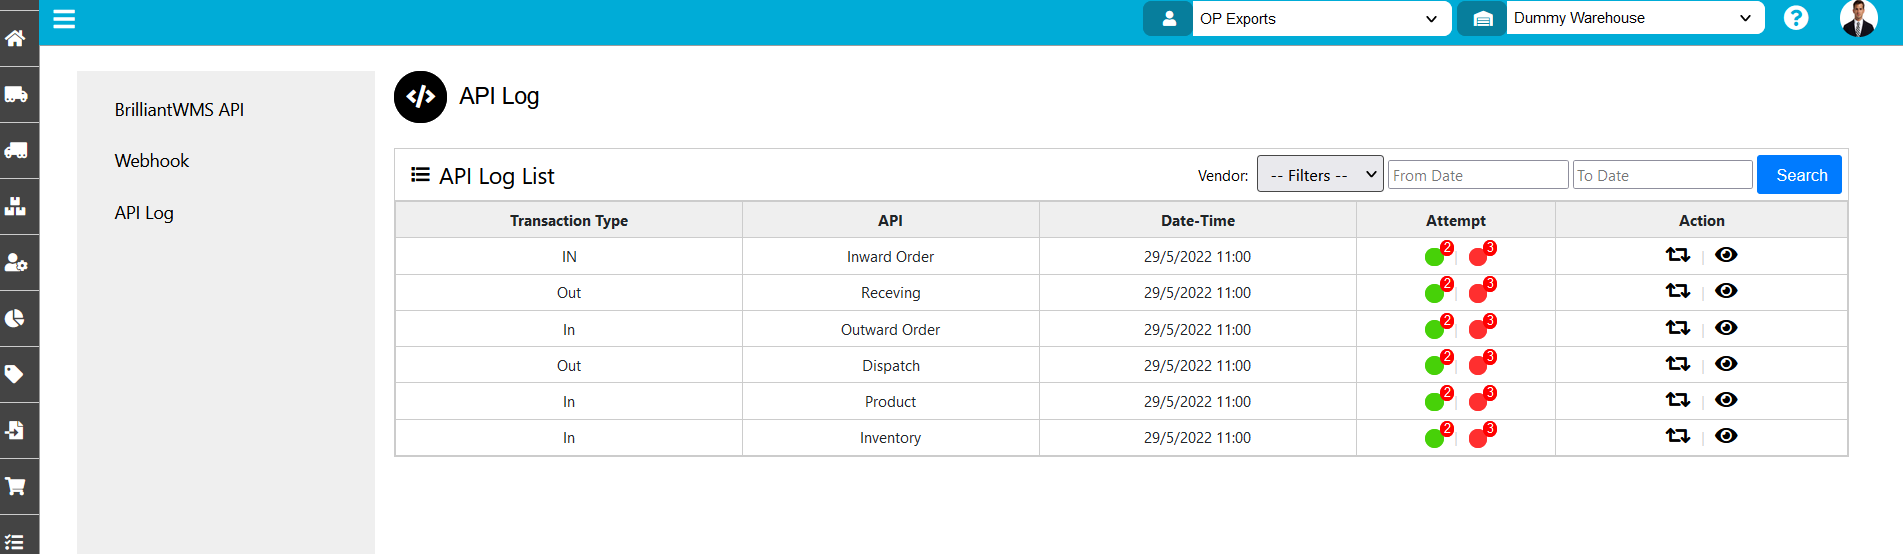 OP Exports Dummy Warehouse ?
BrilliantWMS API
Webhook
API Log
</> API Log
API Log List Vendor: -- Filters -- From Date To Date Search
Transaction Type API Date-Time Attempt Action
IN Inward Order 29/5/2022 11:00 2 | 3 |
Out Receving 29/5/2022 11:00 2 | 3 |
In Outward Order 29/5/2022 11:00 2 | 3 |
Out Dispatch 29/5/2022 11:00 2 | 3 |
In Product 29/5/2022 11:00 2 | 3 |
In Inventory 29/5/2022 11:00 2 | 3 |